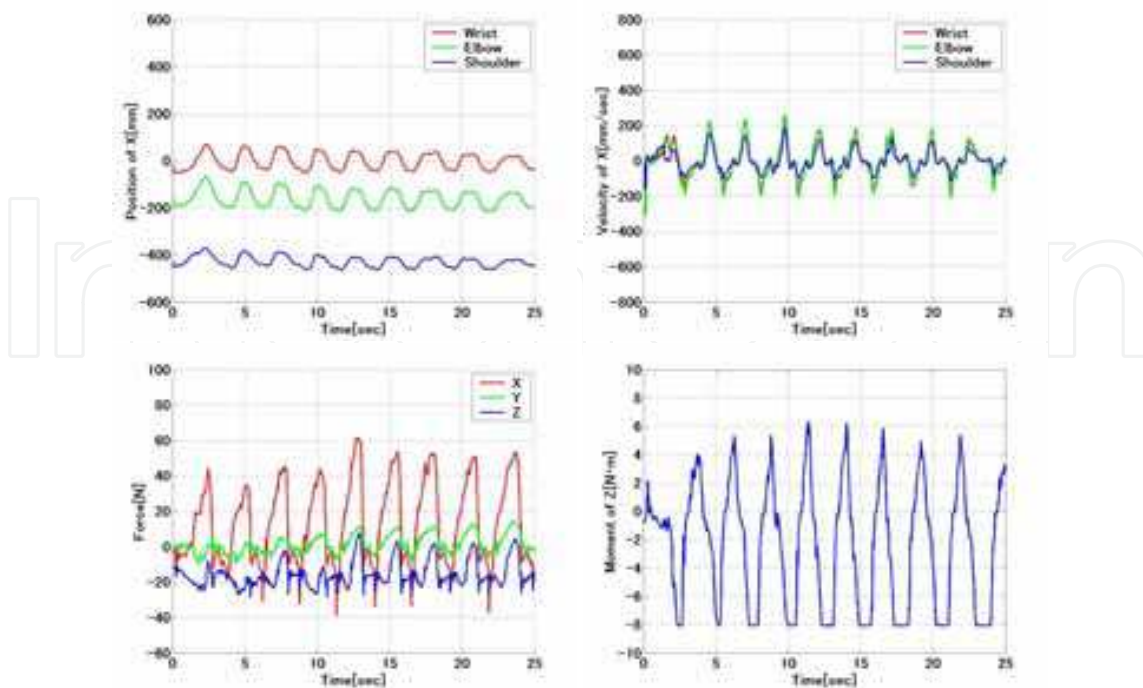 600
400
200
0
-200
-400
-600
Position of X[mm]
Wrist
Elbow
Shoulder
0 5 10 15 20 25
Time[sec]
800
600
400
200
0
-200
-400
-600
-800
Velocity of X[mm/sec]
Wrist
Elbow
Shoulder
0 5 10 15 20 25
Time[sec]
100
80
60
40
20
0
-20
-40
-60
Force[N]
X
Y
Z
0 5 10 15 20 25
Time[sec]
10
8
6
4
2
0
-2
-4
-6
-8
-10
Moment of Z[N·m]
0 5 10 15 20 25
Time[sec]